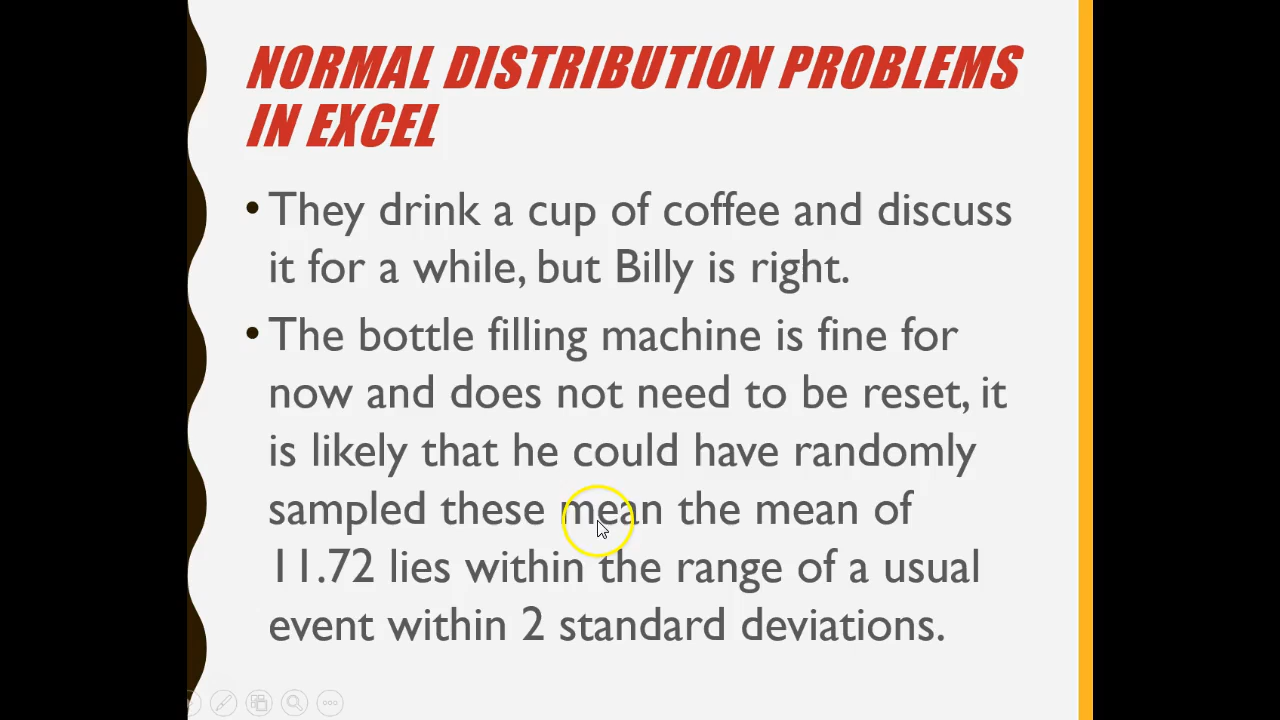 NORMAL DISTRIBUTION PROBLEMS
IN EXCEL
• They drink a cup of coffee and discuss
it for a while, but Billy is right.
• The bottle filling machine is fine for
now and does not need to be reset, it
is likely that he could have randomly
sampled these mean the mean of
11.72 lies within the range of a usual
event within 2 standard deviations.